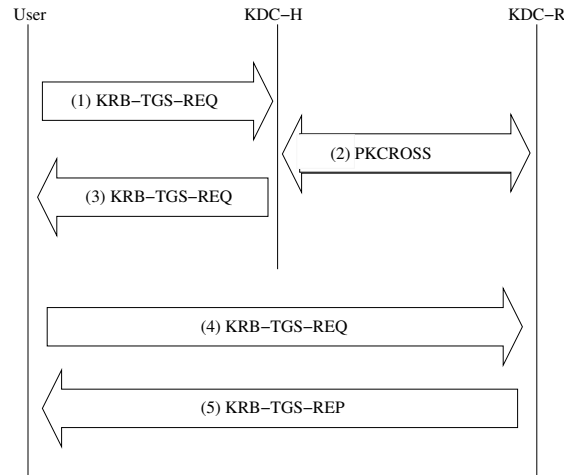 User KDC–H KDC–R
(1) KRB–TGS–REQ
(2) PKCROSS
(3) KRB–TGS–REQ
(4) KRB–TGS–REQ
(5) KRB–TGS–REP